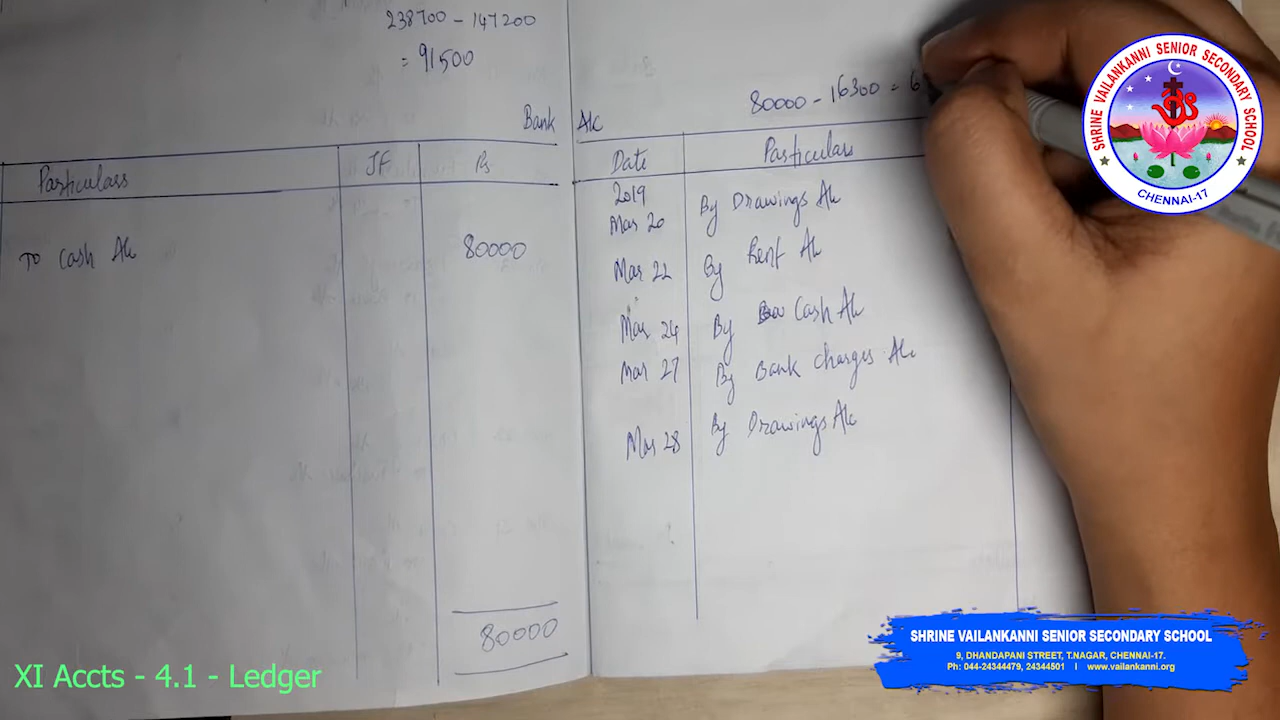 238700 - 147200
= 91500
80000 - 16300 = 6
Bank A/c
Particulars JF Rs
Date Particulars
To Cash A/c 80000
80000
2019
Mar 20 By Drawings A/c
Mar 22 By Rent A/c
Mar 24 By Cash A/c
Mar 27 By Bank charges A/c
Mar 28 By Drawings A/c
SHRINE VAILANKANNI SENIOR SECONDARY SCHOOL
CHENNAI-17
SHRINE VAILANKANNI SENIOR SECONDARY SCHOOL
9, DHANDAPANI STREET, T.NAGAR, CHENNAI-17.
Ph: 044-24344479, 24344501 I www.vailankanni.org
XI Accts - 4.1 - Ledger